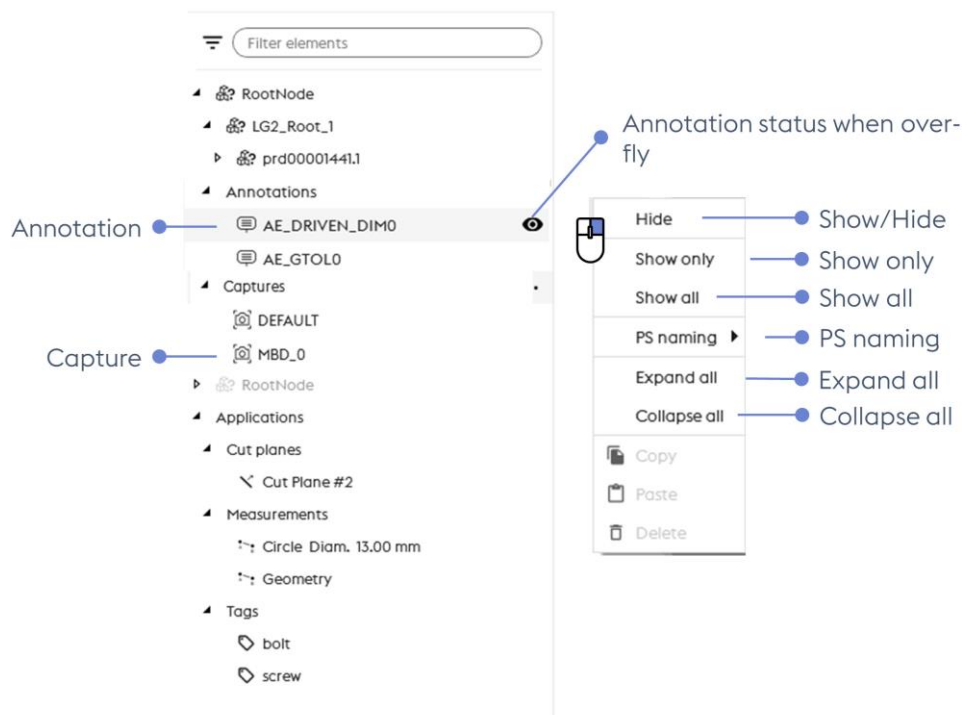 Filter elements
RootNode
LG2_Root_1
prd00001441.1
Annotations
AE_DRIVEN_DIM0
AE_GTOL0
Captures
DEFAULT
MBD_0
RootNode
Applications
Cut planes
Cut Plane #2
Measurements
Circle Diam. 13.00 mm
Geometry
Tags
bolt
screw
Annotation
Capture
Annotation status when over-
fly
Hide
Show only
Show all
PS naming
Expand all
Collapse all
Copy
Paste
Delete
Show/Hide
Show only
Show all
PS naming
Expand all
Collapse all